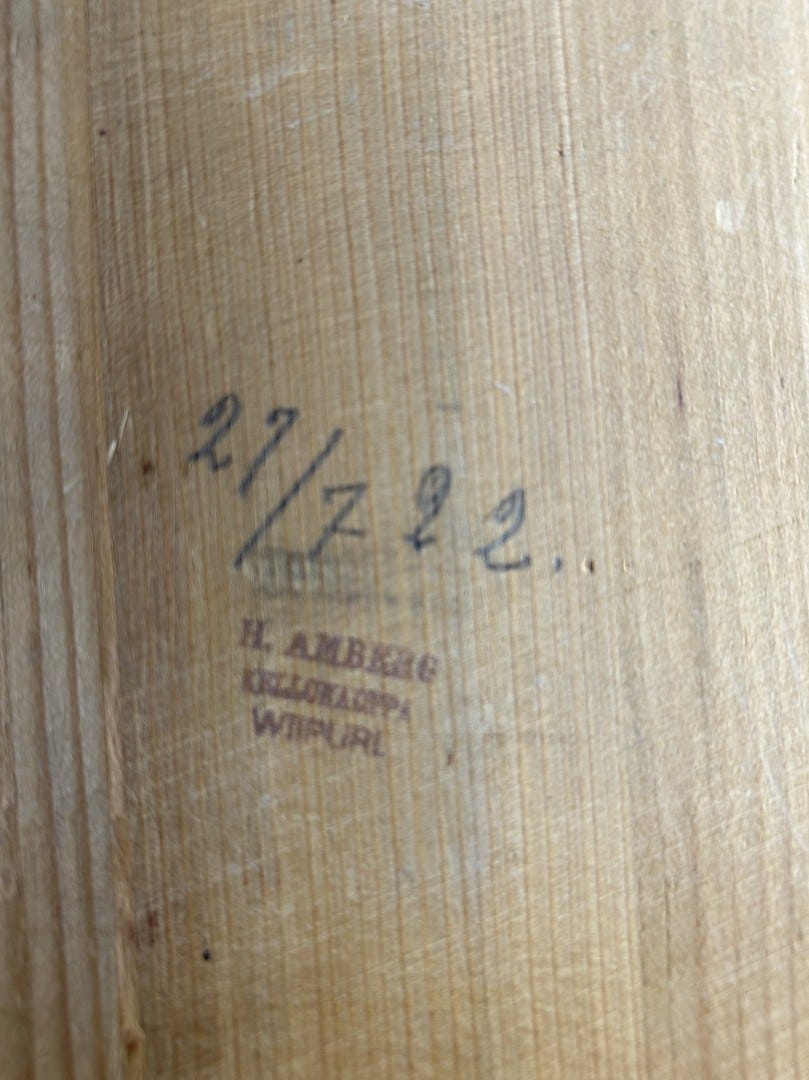 27/7 22.
H. AMBERG
KELLOKAUPPA
WIIPURI